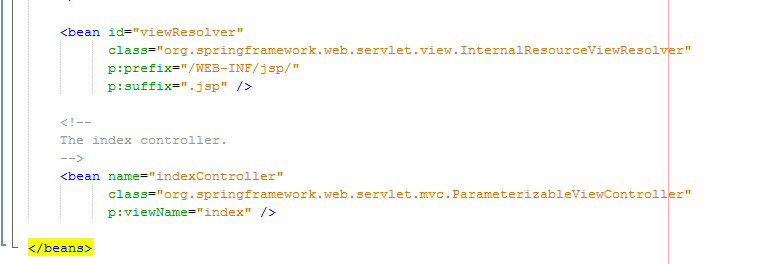 <bean id="viewResolver"
class="org.springframework.web.servlet.view.InternalResourceViewResolver"
p:prefix="/WEB-INF/jsp/"
p:suffix=".jsp" />
<!--
The index controller.
-->
<bean name="indexController"
class="org.springframework.web.servlet.mvc.ParameterizableViewController"
p:viewName="index" />
</beans>